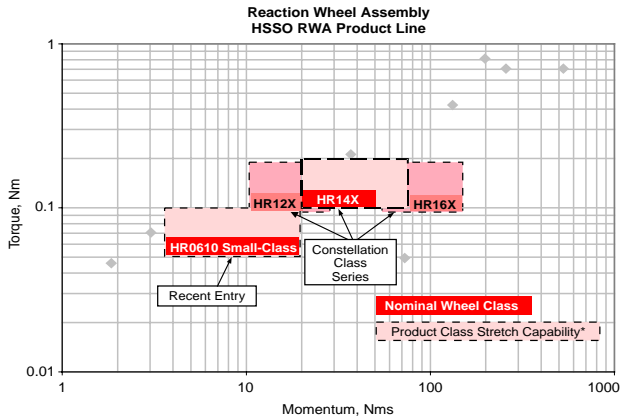 Reaction Wheel Assembly
HSSO RWA Product Line
Torque, Nm
1
0.1
0.01
HR12X
HR14X
HR16X
HR0610 Small-Class
Constellation
Class
Series
Recent Entry
Nominal Wheel Class
Product Class Stretch Capability*
1
10
100
1000
Momentum, Nms